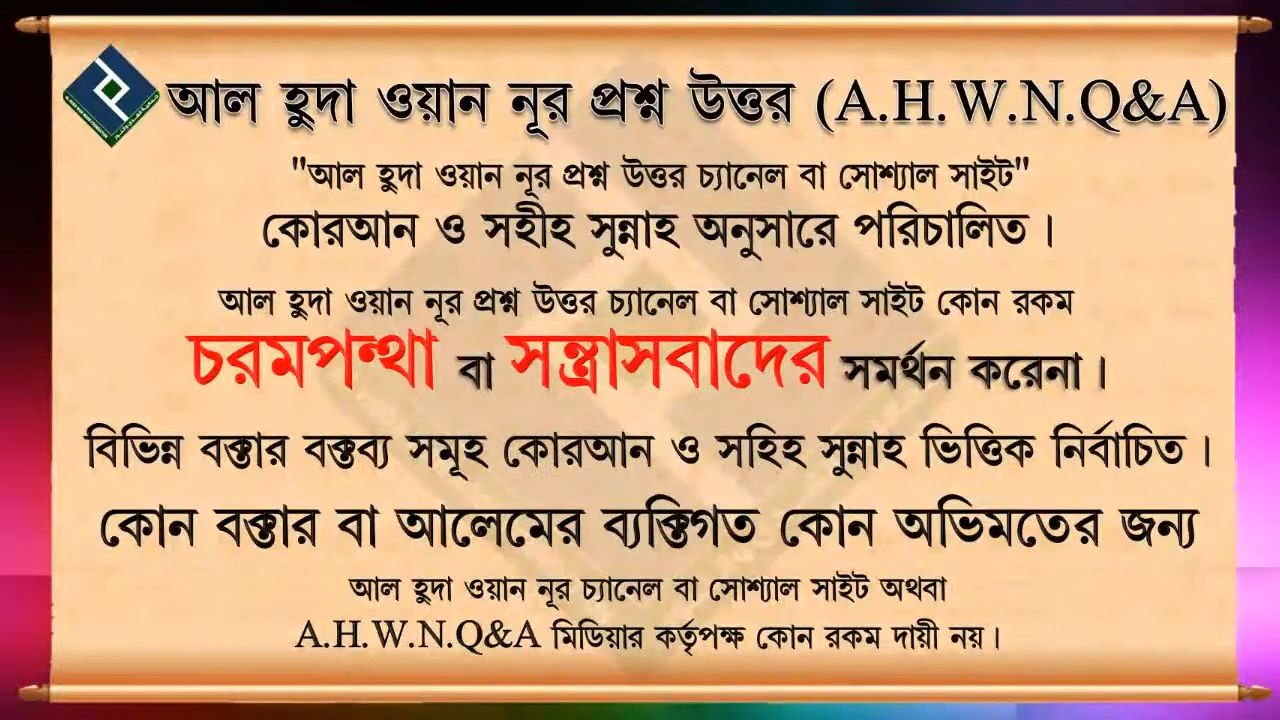 আল হুদা ওয়ান নূর প্রশ্ন উত্তর (A.H.W.N.Q&A)
"আল হুদা ওয়ান নূর প্রশ্ন উত্তর চ্যানেল বা সোশ্যাল সাইট"
কোরআন ও সহীহ সুন্নাহ অনুসারে পরিচালিত।
আল হুদা ওয়ান নূর প্রশ্ন উত্তর চ্যানেল বা সোশ্যাল সাইট কোন রকম
চরমপন্থা বা সন্ত্রাসবাদের সমর্থন করেনা।
বিভিন্ন বক্তার বক্তব্য সমূহ কোরআন ও সহিহ সুন্নাহ ভিত্তিক নির্বাচিত।
কোন বক্তার বা আলেমের ব্যক্তিগত কোন অভিমতের জন্য
আল হুদা ওয়ান নূর চ্যানেল বা সোশ্যাল সাইট অথবা
A.H.W.N.Q&A মিডিয়ার কর্তৃপক্ষ কোন রকম দায়ী নয়।